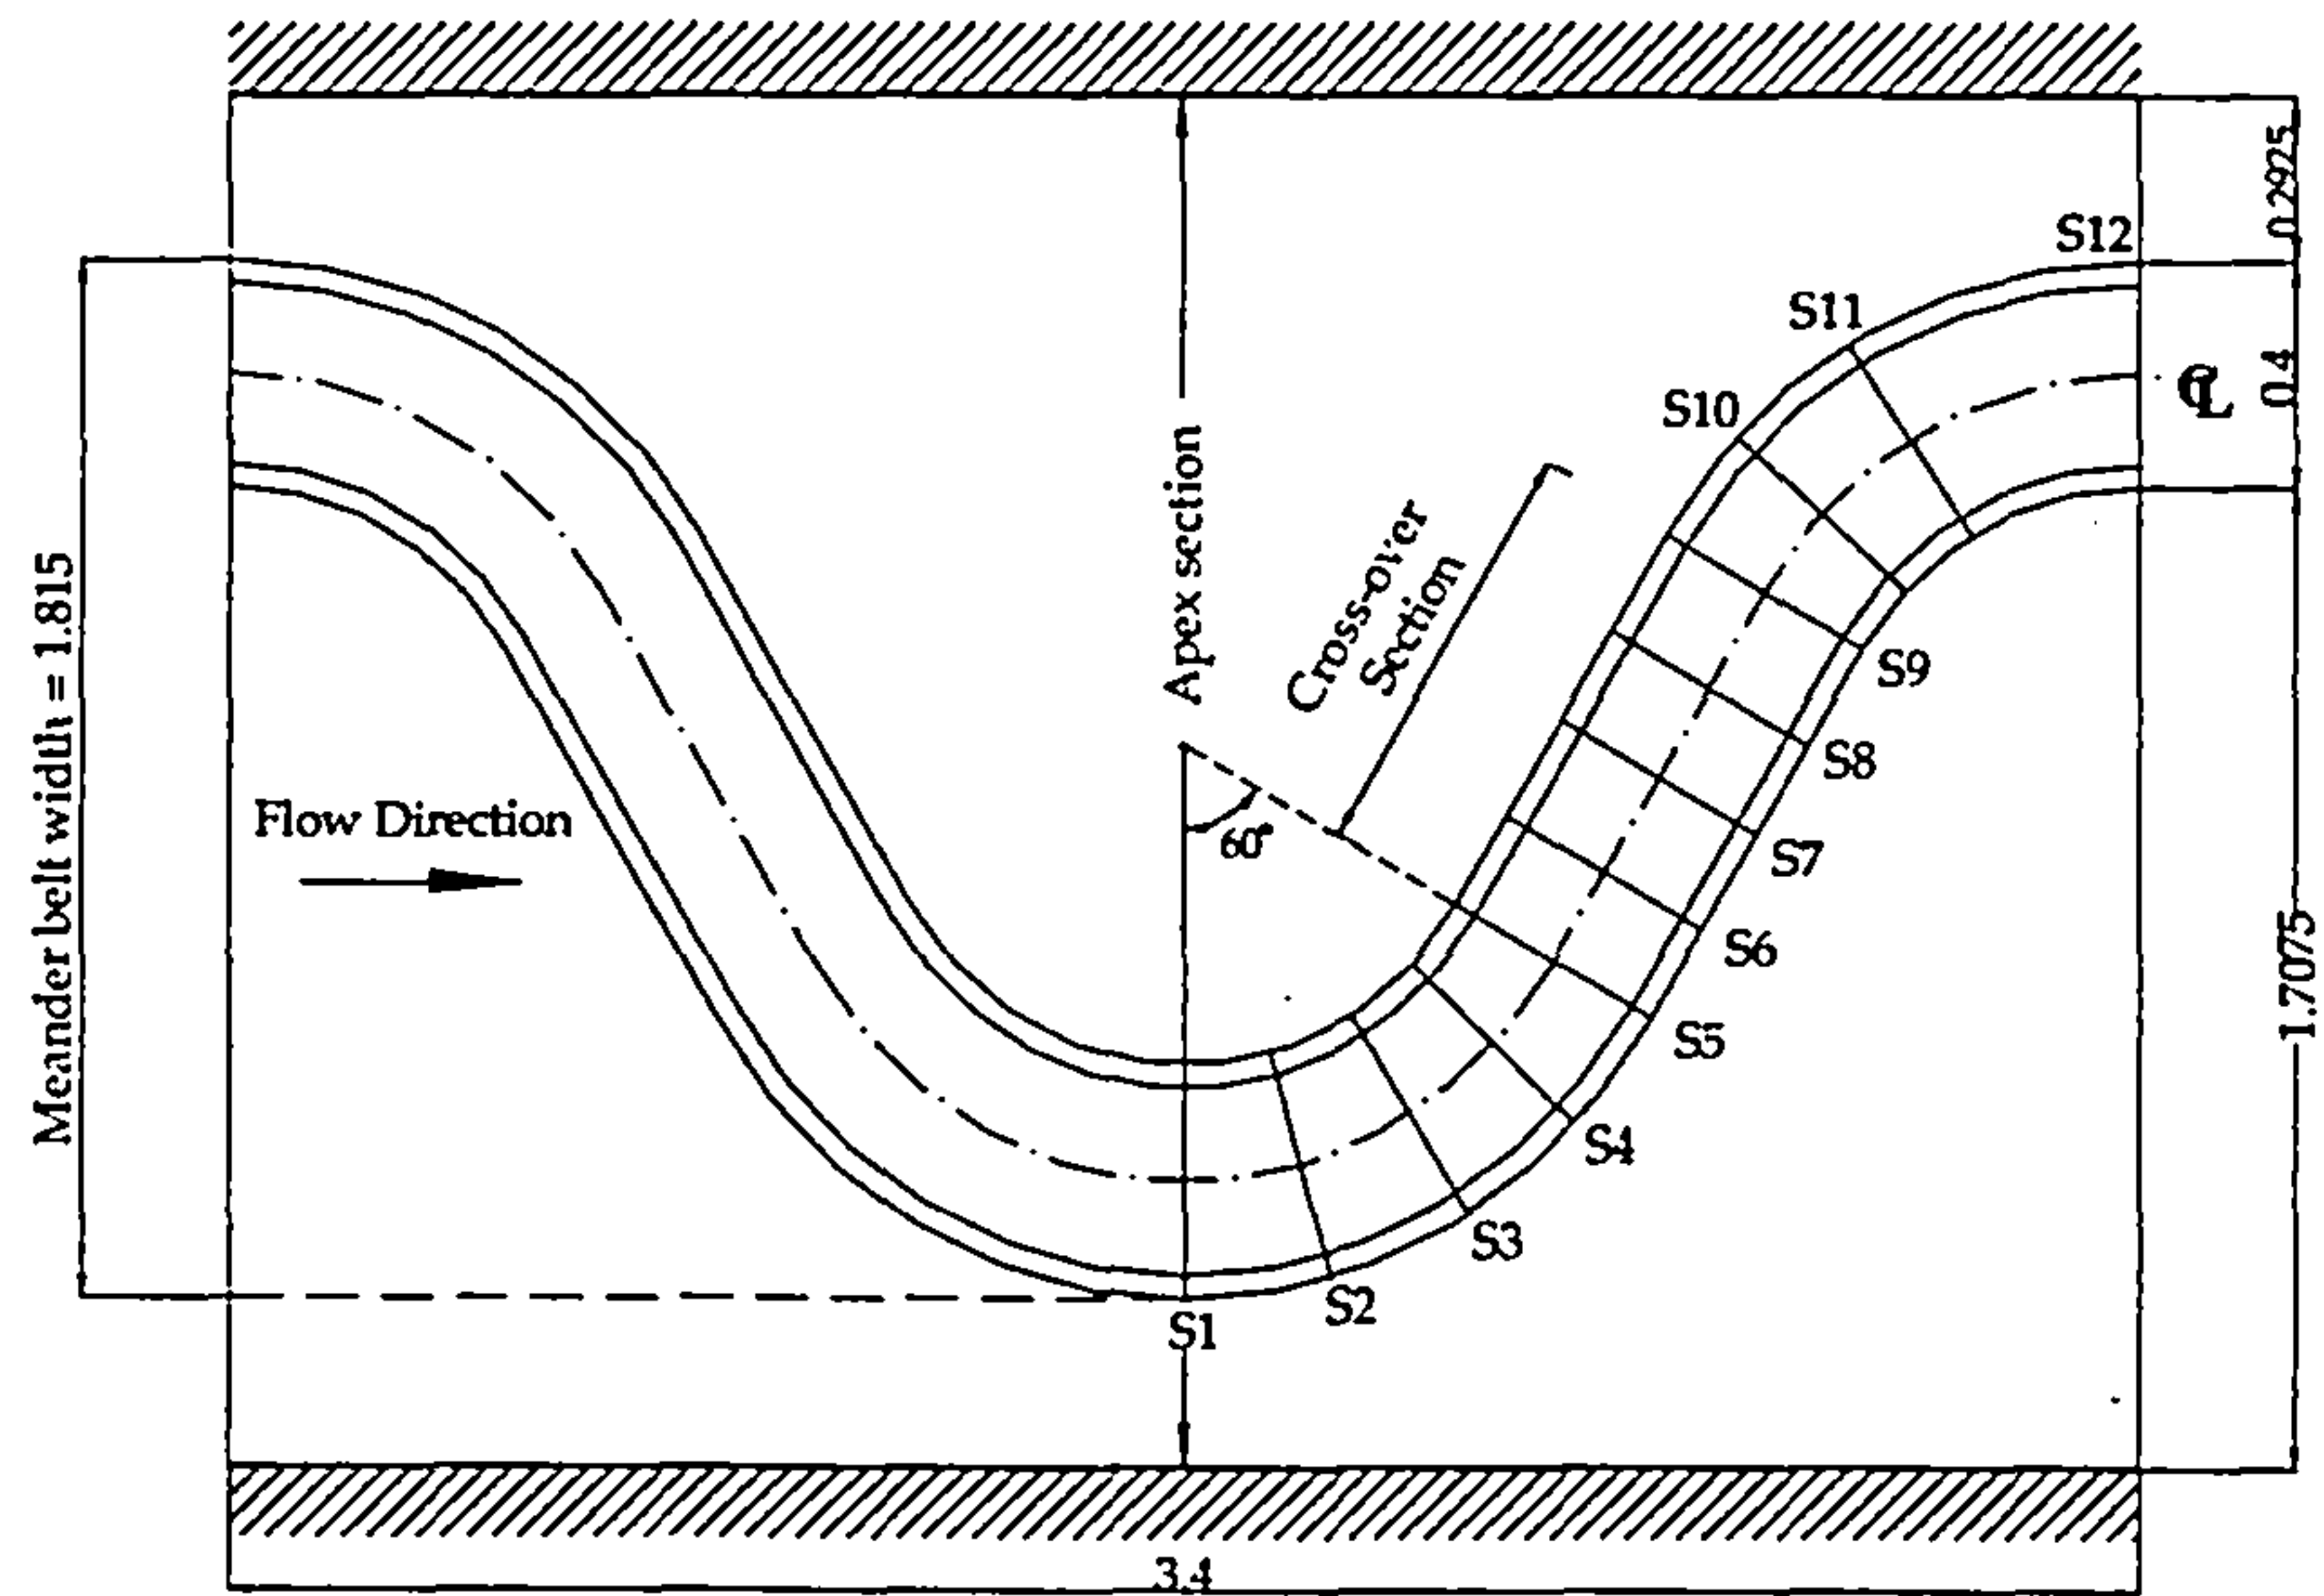 0.2925
S12
S11
℄
0.4
S10
Apex section
Cross-over
Section
Meander belt width = 1.815
S9
S8
Flow Direction
60°
S7
S6
1.7075
S5
S4
S3
S2
S1
3.4